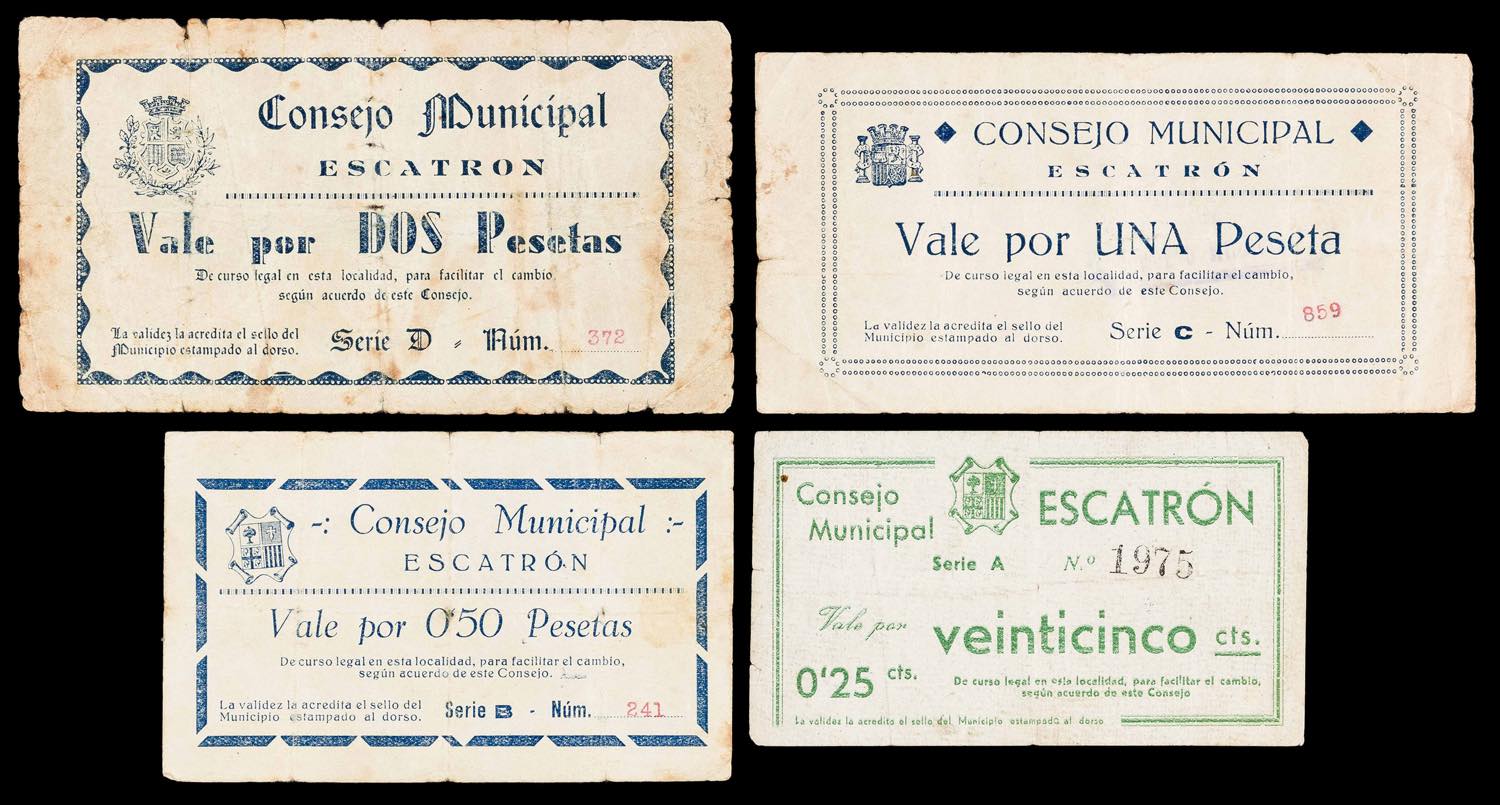 Consejo Municipal
ESCATRON
Vale por DOS Pesetas
De curso legal en esta localidad, para facilitar el cambio,
según acuerdo de este Consejo.
La validez la acredita el sello del
Municipio estampado al dorso.
Serie D - Núm. 372
CONSEJO MUNICIPAL
ESCATRÓN
Vale por UNA Peseta
De curso legal en esta localidad, para facilitar el cambio,
según acuerdo de este Consejo.
La validez la acredita el sello del
Municipio estampado al dorso.
Serie C - Núm. 859
-: Consejo Municipal :-
ESCATRÓN
Vale por 0'50 Pesetas
De curso legal en esta localidad, para facilitar el cambio,
según acuerdo de este Consejo.
La validez la acredita el sello del
Municipio estampado al dorso.
Serie B - Núm. 241
Consejo
Municipal
ESCATRÓN
Serie A Nº 1975
Vale por veinticinco cts.
0'25 cts.
De curso legal en esta localidad, para facilitar el cambio,
según acuerdo de este Consejo
La validez la acredita el sello del Municipio estampado al dorso